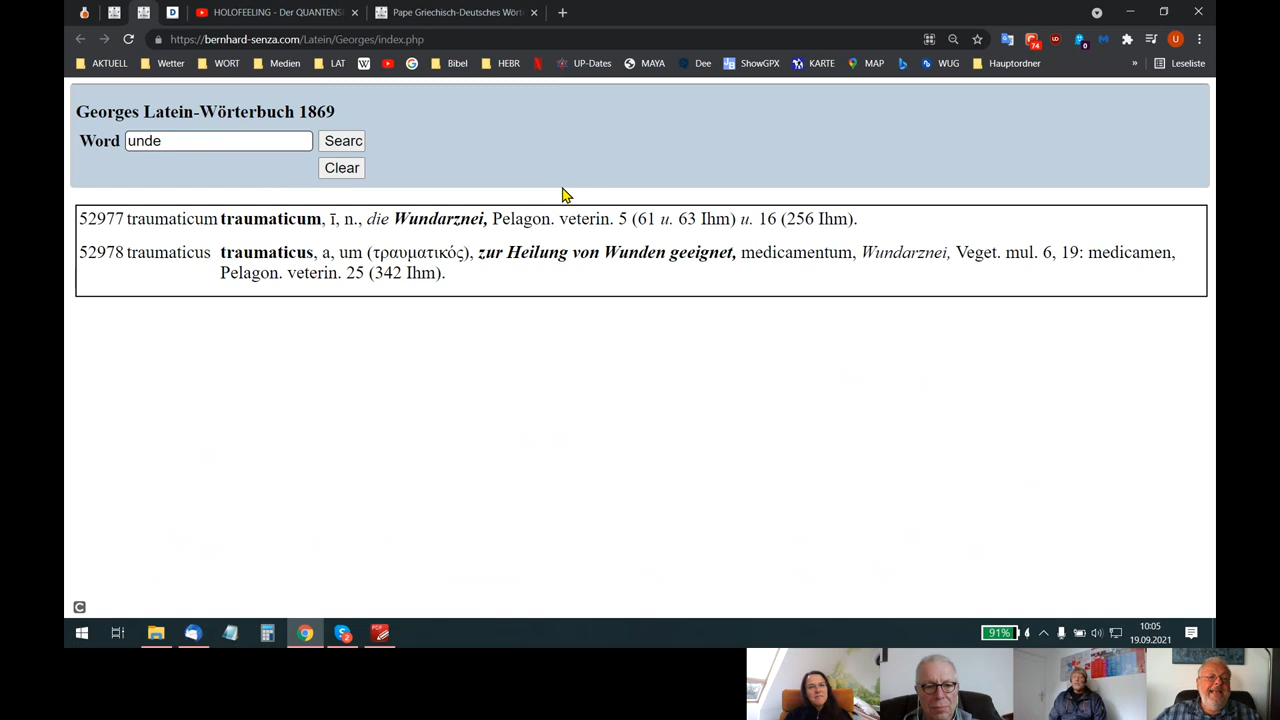 HOLOFEELING - Der QUANTENS
Pape Griechisch-Deutsches Wört
https://bernhard-senza.com/Latein/Georges/index.php
74
0
U
AKTUELL Wetter WORT Medien LAT W G Bibel HEBR UP-Dates MAYA Dee ShowGPX KARTE MAP WUG Hauptordner » Leseliste
Georges Latein-Wörterbuch 1869
Word unde Searc
Clear
52977 traumaticum traumaticum, ī, n., die Wundarznei, Pelagon. veterin. 5 (61 u. 63 Ihm) u. 16 (256 Ihm).
52978 traumaticus traumaticus, a, um (τραυματικός), zur Heilung von Wunden geeignet, medicamentum, Wundarznei, Veget. mul. 6, 19: medicamen,
Pelagon. veterin. 25 (342 Ihm).
91%
10:05
19.09.2021